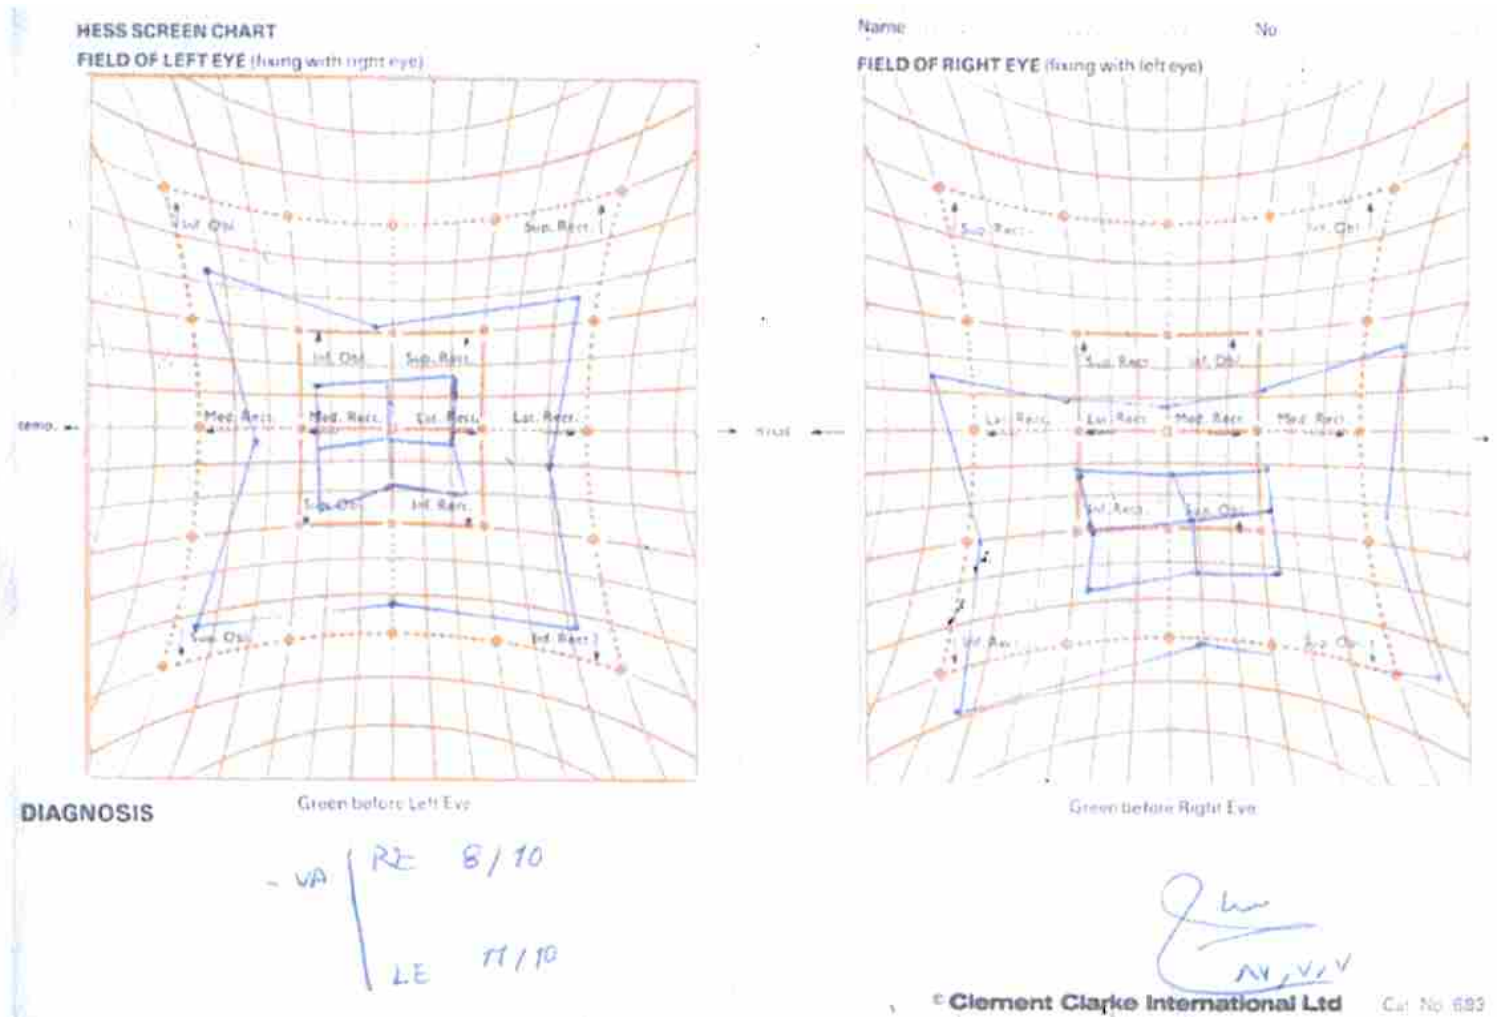 HESS SCREEN CHART
FIELD OF LEFT EYE (fixing with right eye)
Name
No
FIELD OF RIGHT EYE (fixing with left eye)
Inf. Obl.
Sup. Rect.
Sup. Rect.
Inf. Obl.
Inf. Obl.
Sup. Rect.
Sup. Rect.
Inf. Obl.
temp.
Med. Rect.
Med. Rect.
Lat. Rect.
Lat. Rect.
Lat. Rect.
Lat. Rect.
Med. Rect.
Med. Rect.
Sup. Obl.
Inf. Rect.
Inf. Rect.
Sup. Obl.
Sup. Obl.
Inf. Rect.
Inf. Rect.
Sup. Obl.
Green before Left Eye
Green before Right Eye
DIAGNOSIS
- VA
RE 8/10
LE 11/10
© Clement Clarke International Ltd
Cat No 693